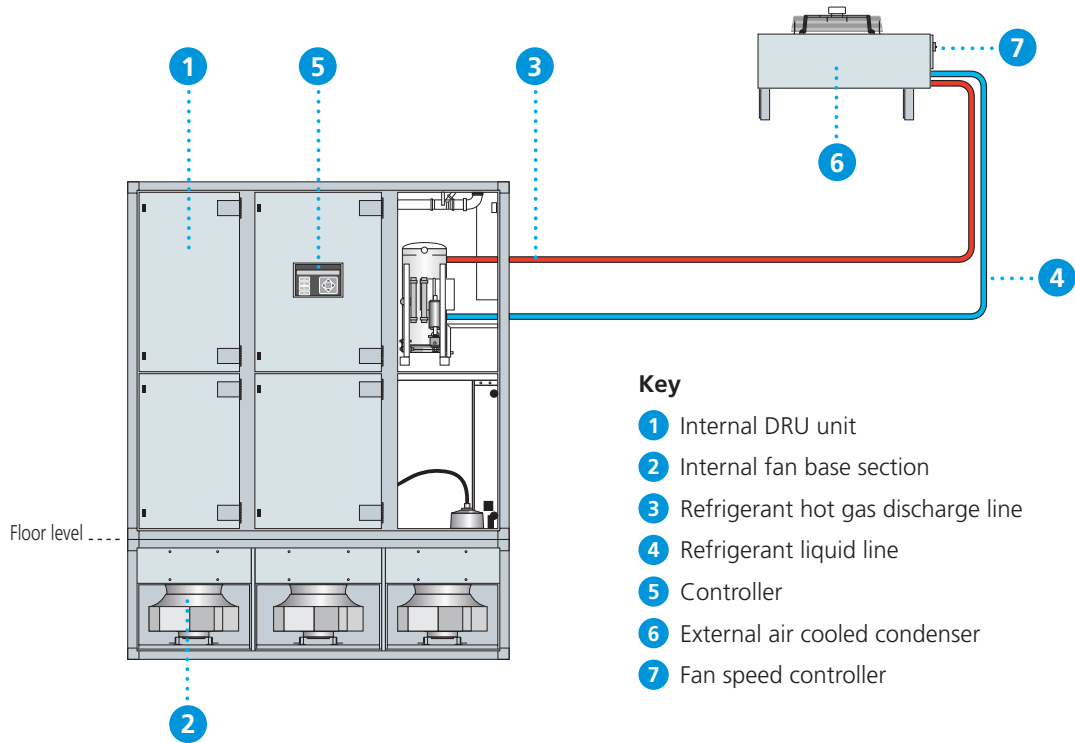 1
5
3
7
6
4
Key
1 Internal DRU unit
2 Internal fan base section
3 Refrigerant hot gas discharge line
4 Refrigerant liquid line
5 Controller
6 External air cooled condenser
7 Fan speed controller
Floor level
2